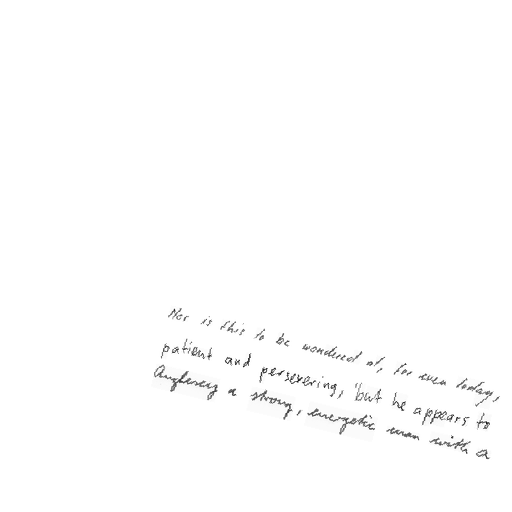 Nor is this to be wondered at, for even today,
patient and persevering, but he appears to
a strong, energetic man with a